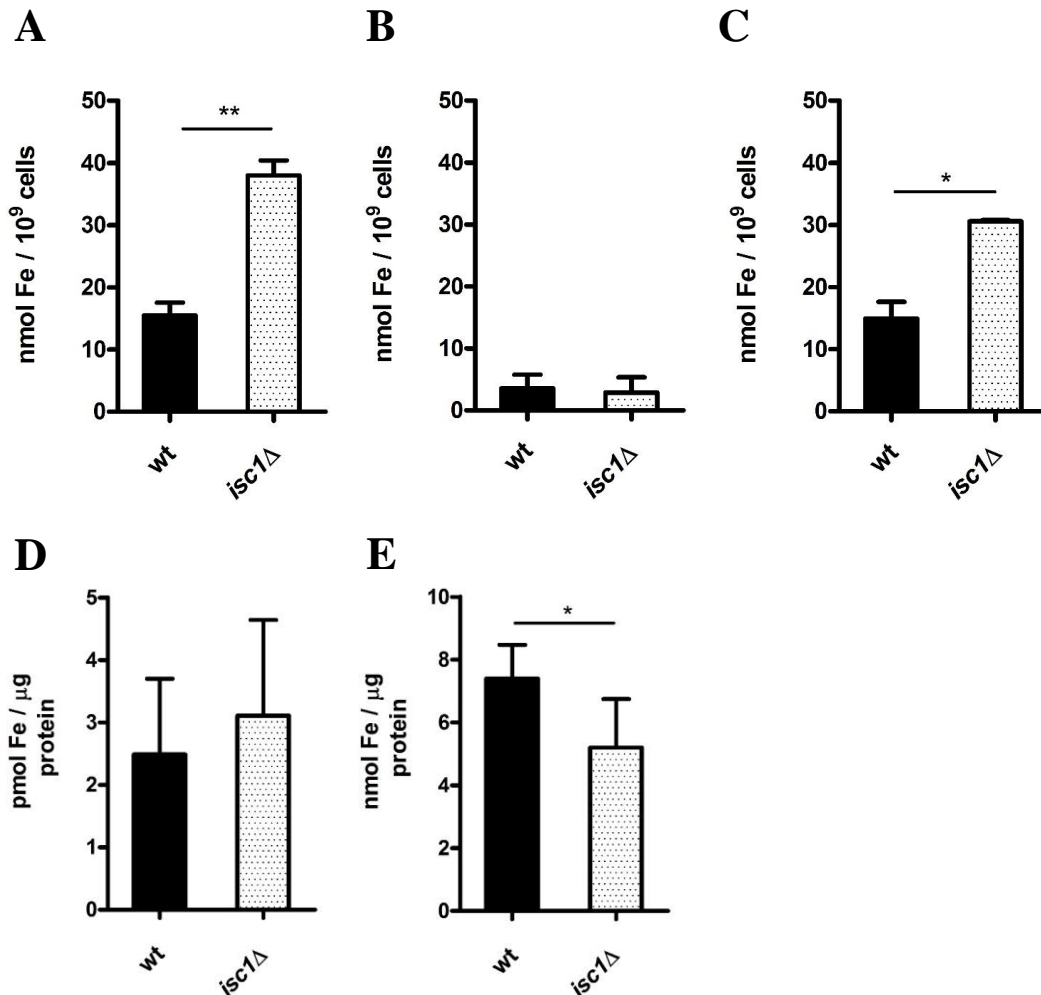 A
B
C
50
40
30
20
10
0
nmol Fe / 10⁹ cells
**
wt
isc1Δ
50
40
30
20
10
0
nmol Fe / 10⁹ cells
wt
isc1Δ
50
40
30
20
10
0
nmol Fe / 10⁹ cells
*
wt
isc1Δ
D
E
5
4
3
2
1
0
pmol Fe / μg
protein
wt
isc1Δ
10
8
6
4
2
0
nmol Fe / μg
protein
*
wt
isc1Δ